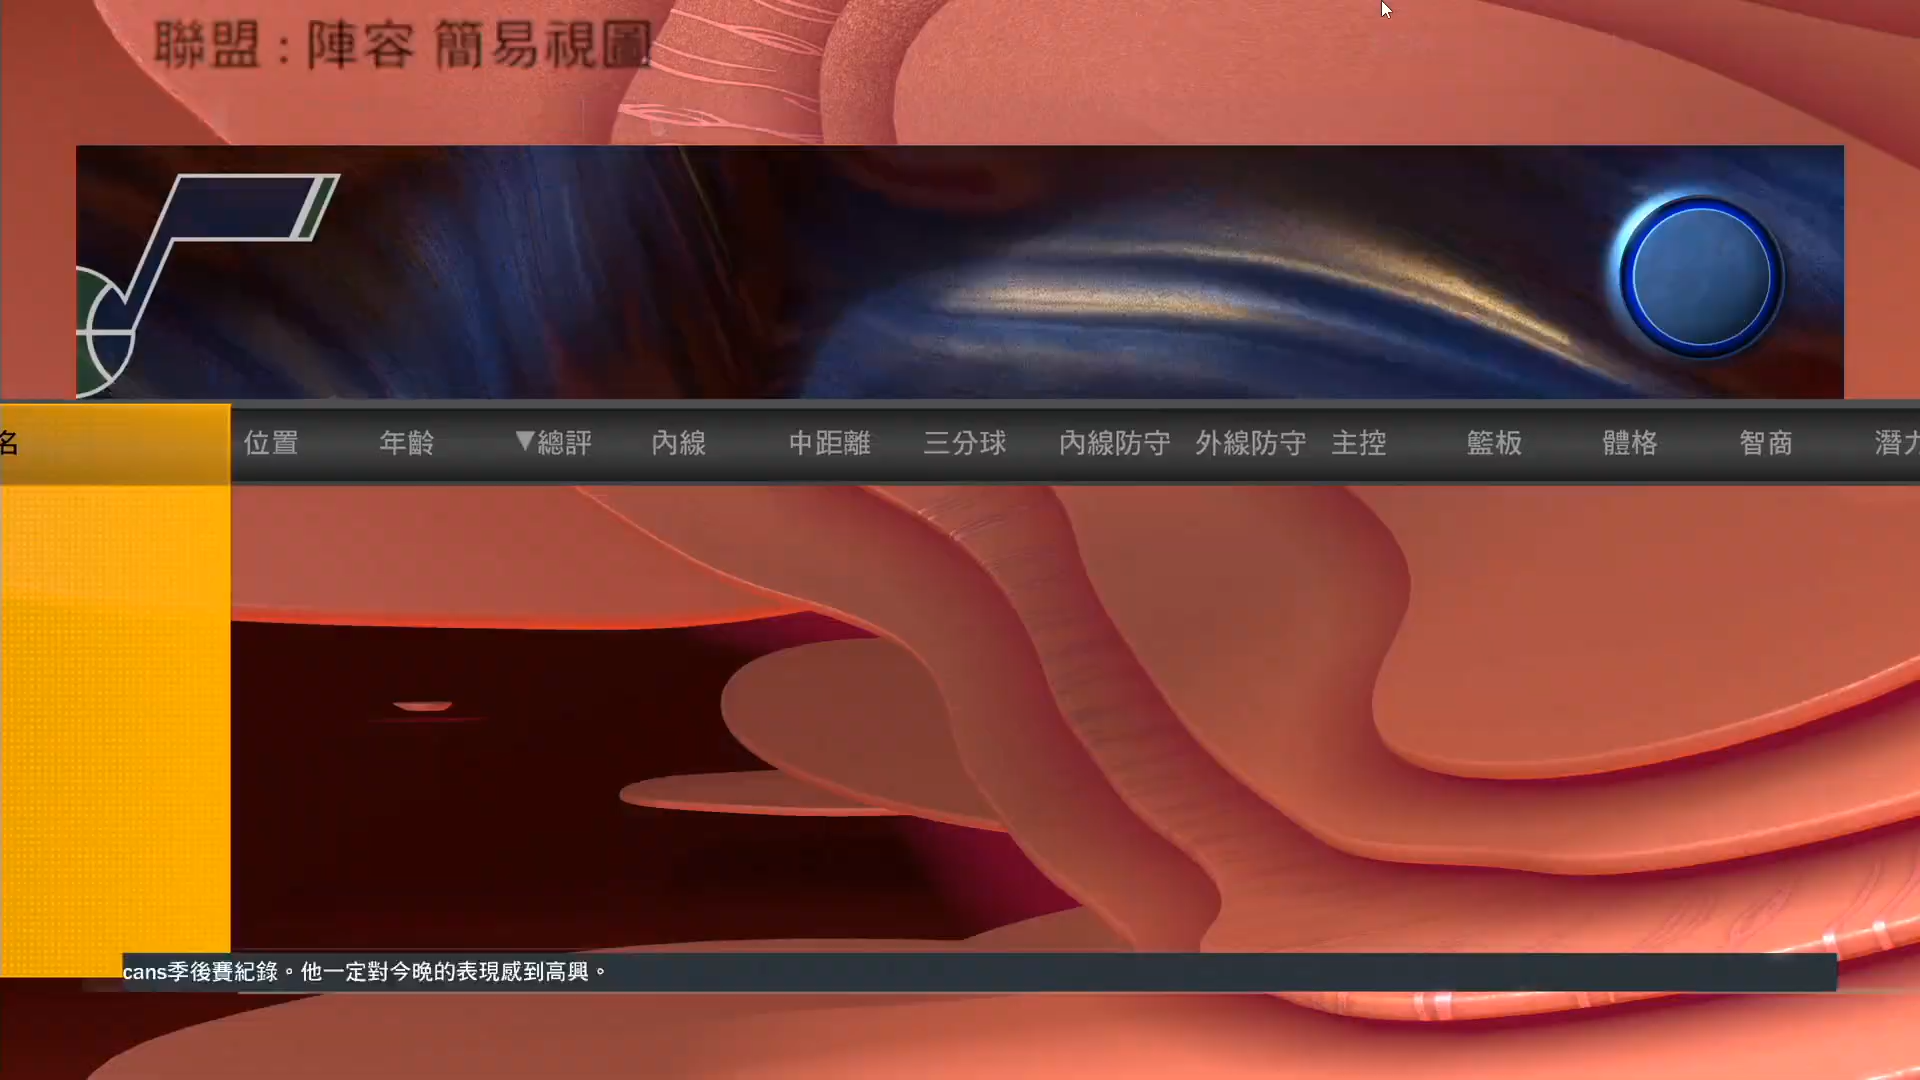 聯盟 : 陣容 簡易視圖
名 位置 年齡 ▼總評 內線 中距離 三分球 內線防守 外線防守 主控 籃板 體格 智商 潛力
cans季後賽紀錄。他一定對今晚的表現感到高興。